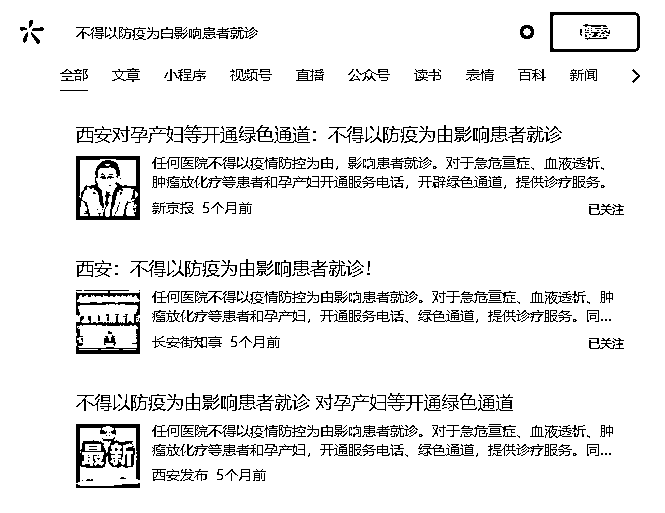 不得以防疫为由影响患者就诊
搜索
全部 文章 小程序 视频号 直播 公众号 读书 表情 百科 新闻
西安对孕产妇等开通绿色通道：不得以防疫为由影响患者就诊
任何医院不得以疫情防控为由，影响患者就诊。对于急危重症、血液透析、
肿瘤放化疗等患者和孕产妇开通服务电话，开辟绿色通道，提供诊疗服务。
新京报 5个月前
已关注
西安：不得以防疫为由影响患者就诊！
任何医院不得以疫情防控为由影响患者就诊。对于急危重症、血液透析、肿
瘤放化疗等患者和孕产妇，开通服务电话、绿色通道，提供诊疗服务。同...
长安街知事 5个月前
已关注
不得以防疫为由影响患者就诊 对孕产妇等开通绿色通道
最新
任何医院不得以疫情防控为由影响患者就诊。对于急危重症、血液透析、肿
瘤放化疗等患者和孕产妇，开通服务电话、绿色通道，提供诊疗服务。同...
西安发布 5个月前